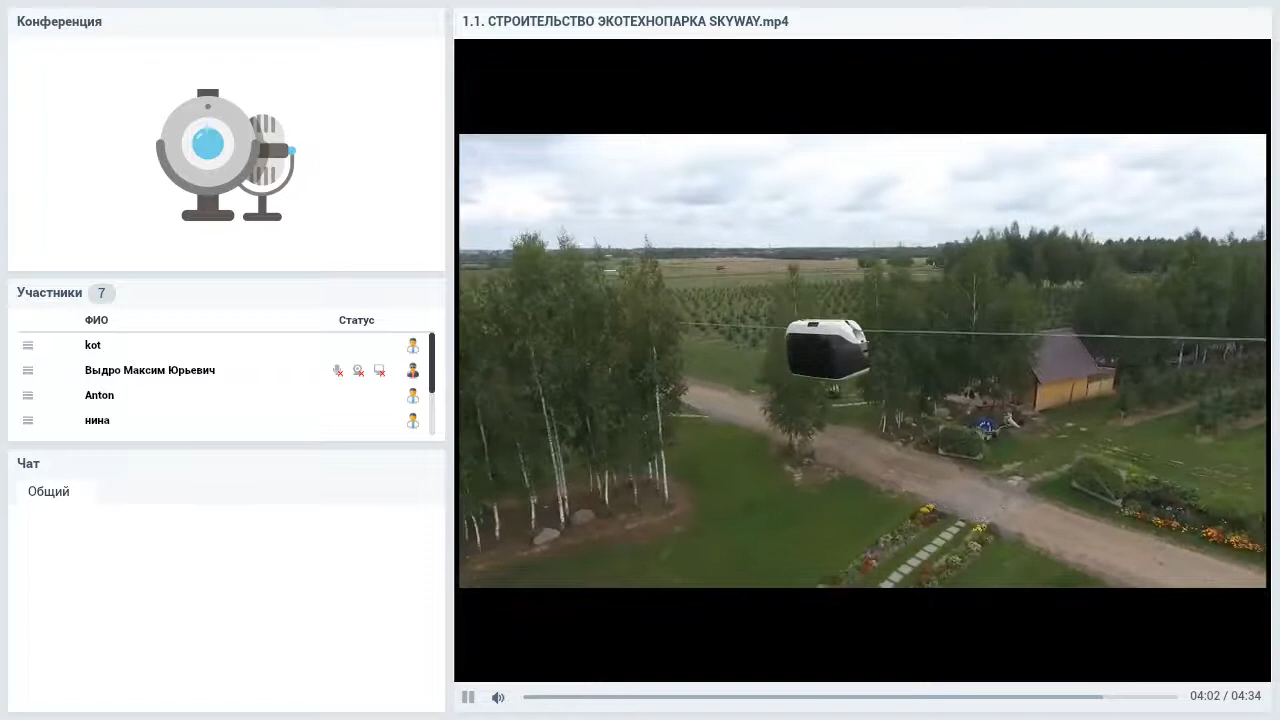 Конференция
1.1. СТРОИТЕЛЬСТВО ЭКОТЕХНОПАРКА SKYWAY.mp4
Участники 7
ФИО Статус
kot
Выдро Максим Юрьевич
Anton
нина
Чат
Общий
04:02 / 04:34